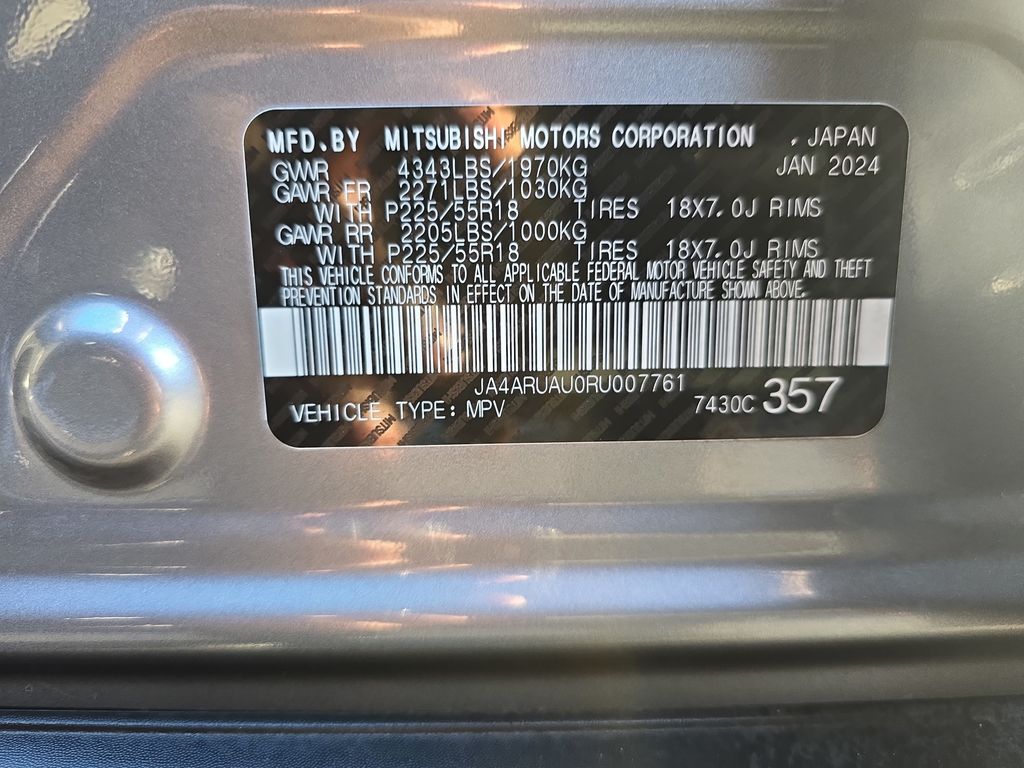 MFD.BY MITSUBISHI MOTORS CORPORATION . JAPAN
GVWR 4343LBS/1970KG JAN 2024
GAWR FR 2271LBS/1030KG
WITH P225/55R18 TIRES 18X7.0J RIMS
GAWR RR 2205LBS/1000KG
WITH P225/55R18 TIRES 18X7.0J RIMS
THIS VEHICLE CONFORMS TO ALL APPLICABLE FEDERAL MOTOR VEHICLE SAFETY AND THEFT
PREVENTION STANDARDS IN EFFECT ON THE DATE OF MANUFACTURE SHOWN ABOVE.
JA4ARUAU0RU007761
VEHICLE TYPE: MPV 7430C 357